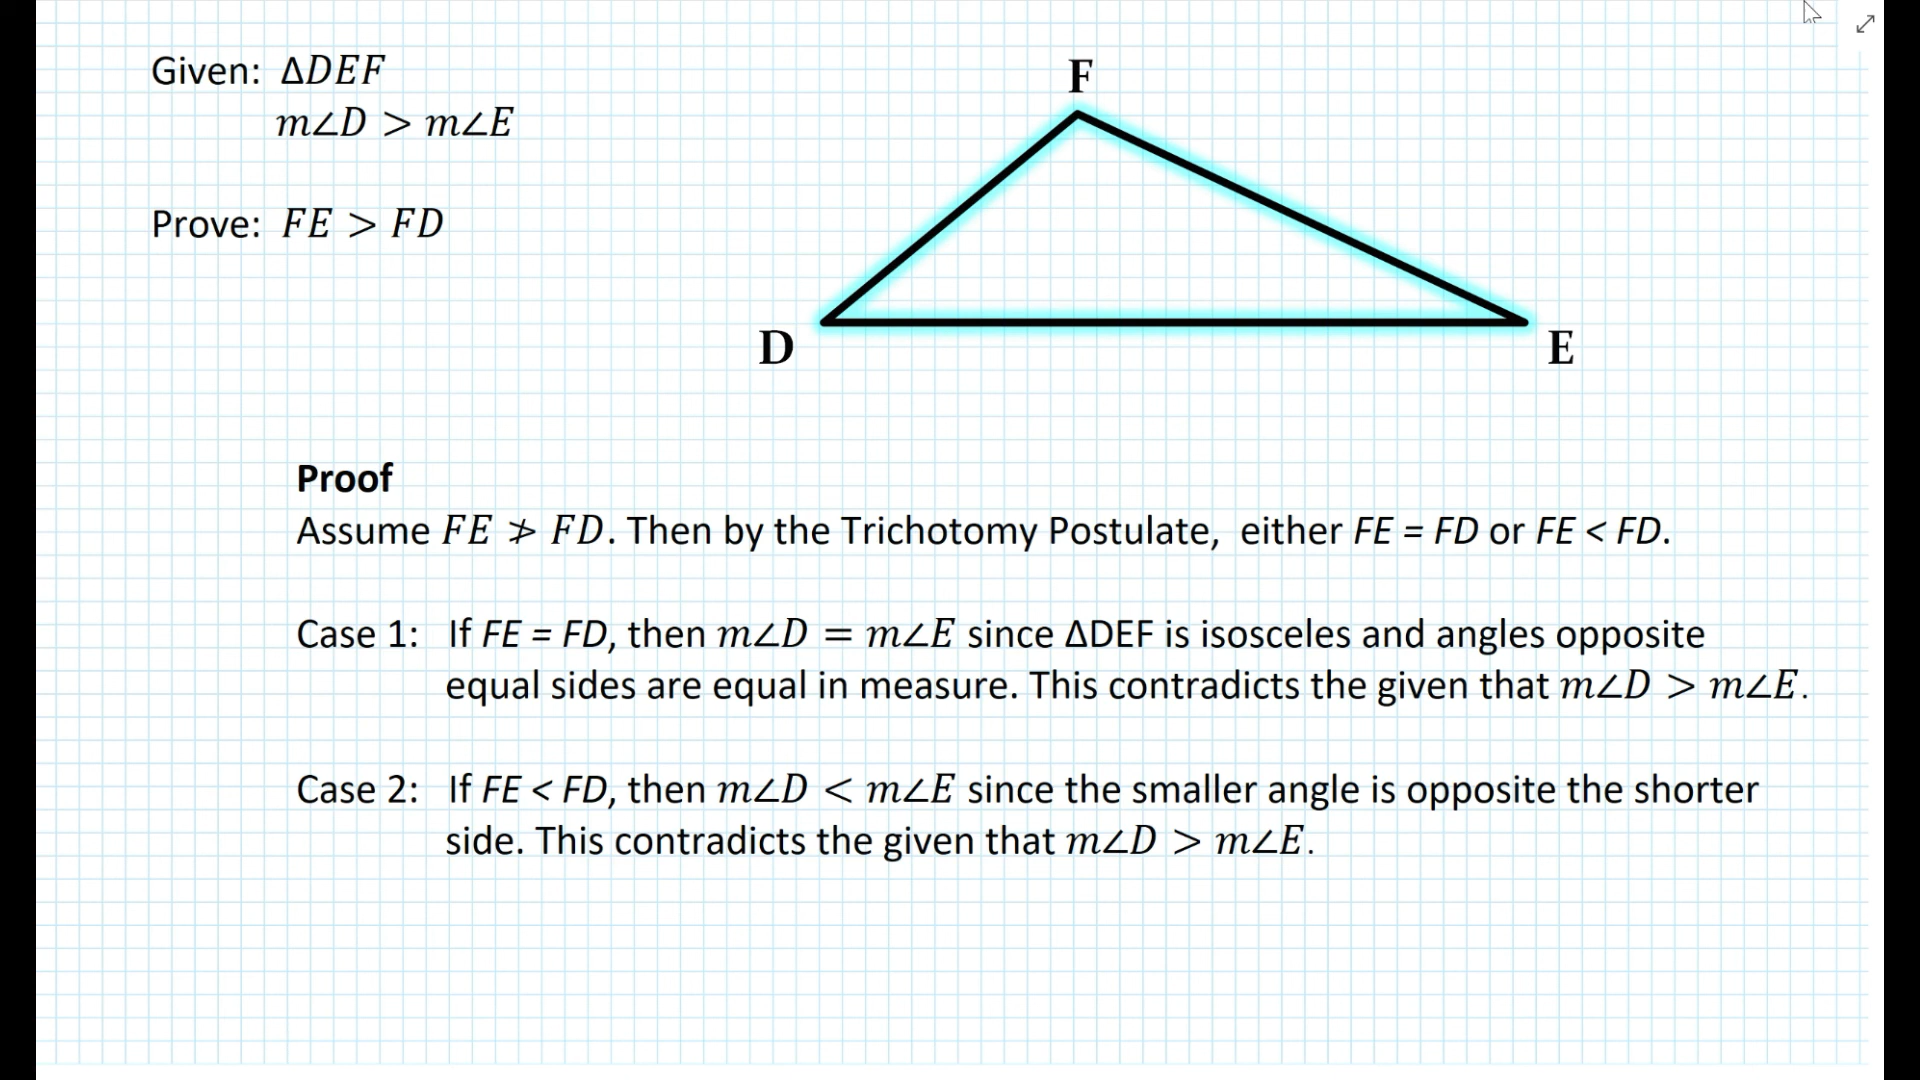 Given: ΔDEF
m∠D > m∠E
Prove: FE > FD
F
D
E
Proof
Assume FE ≯ FD. Then by the Trichotomy Postulate, either FE = FD or FE < FD.
Case 1: If FE = FD, then m∠D = m∠E since ΔDEF is isosceles and angles opposite
equal sides are equal in measure. This contradicts the given that m∠D > m∠E.
Case 2: If FE < FD, then m∠D < m∠E since the smaller angle is opposite the shorter
side. This contradicts the given that m∠D > m∠E.